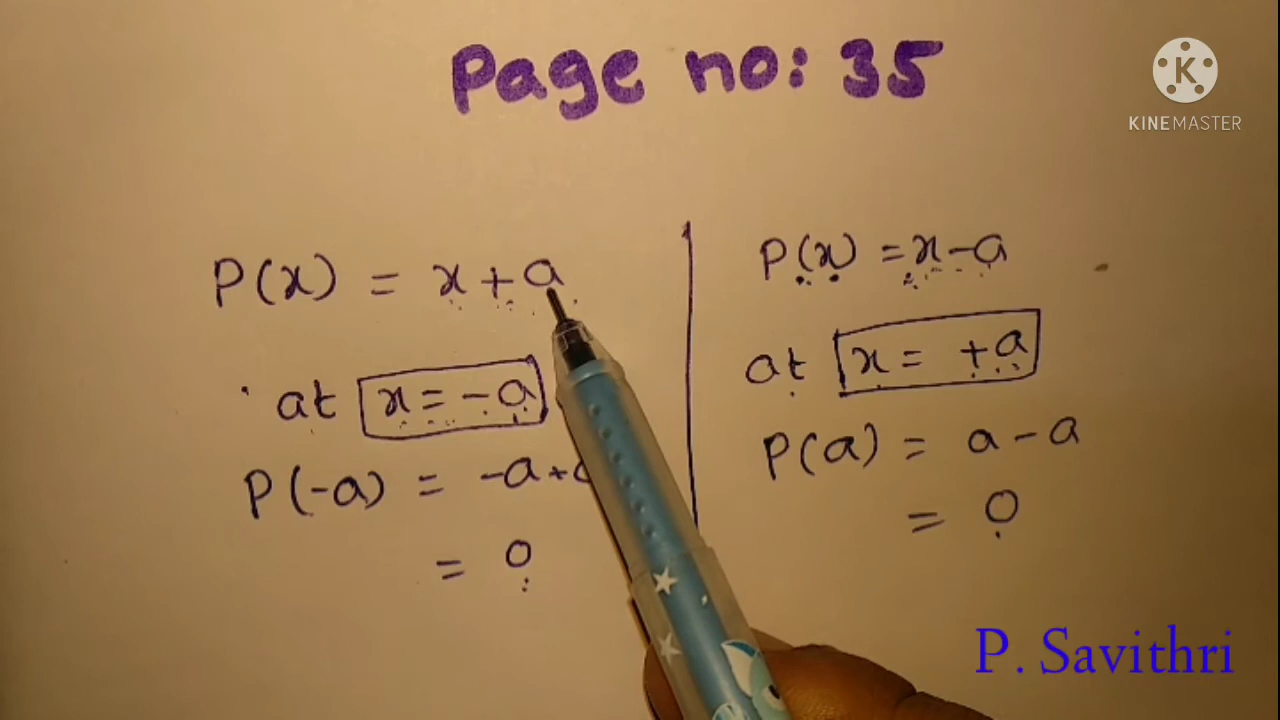 Page no: 35
KINEMASTER
P(x) = x+a
at x = -a
P(-a) = -a+
= 0
P(x) = x-a
at x = +a
P(a) = a-a
= 0
P. Savithri